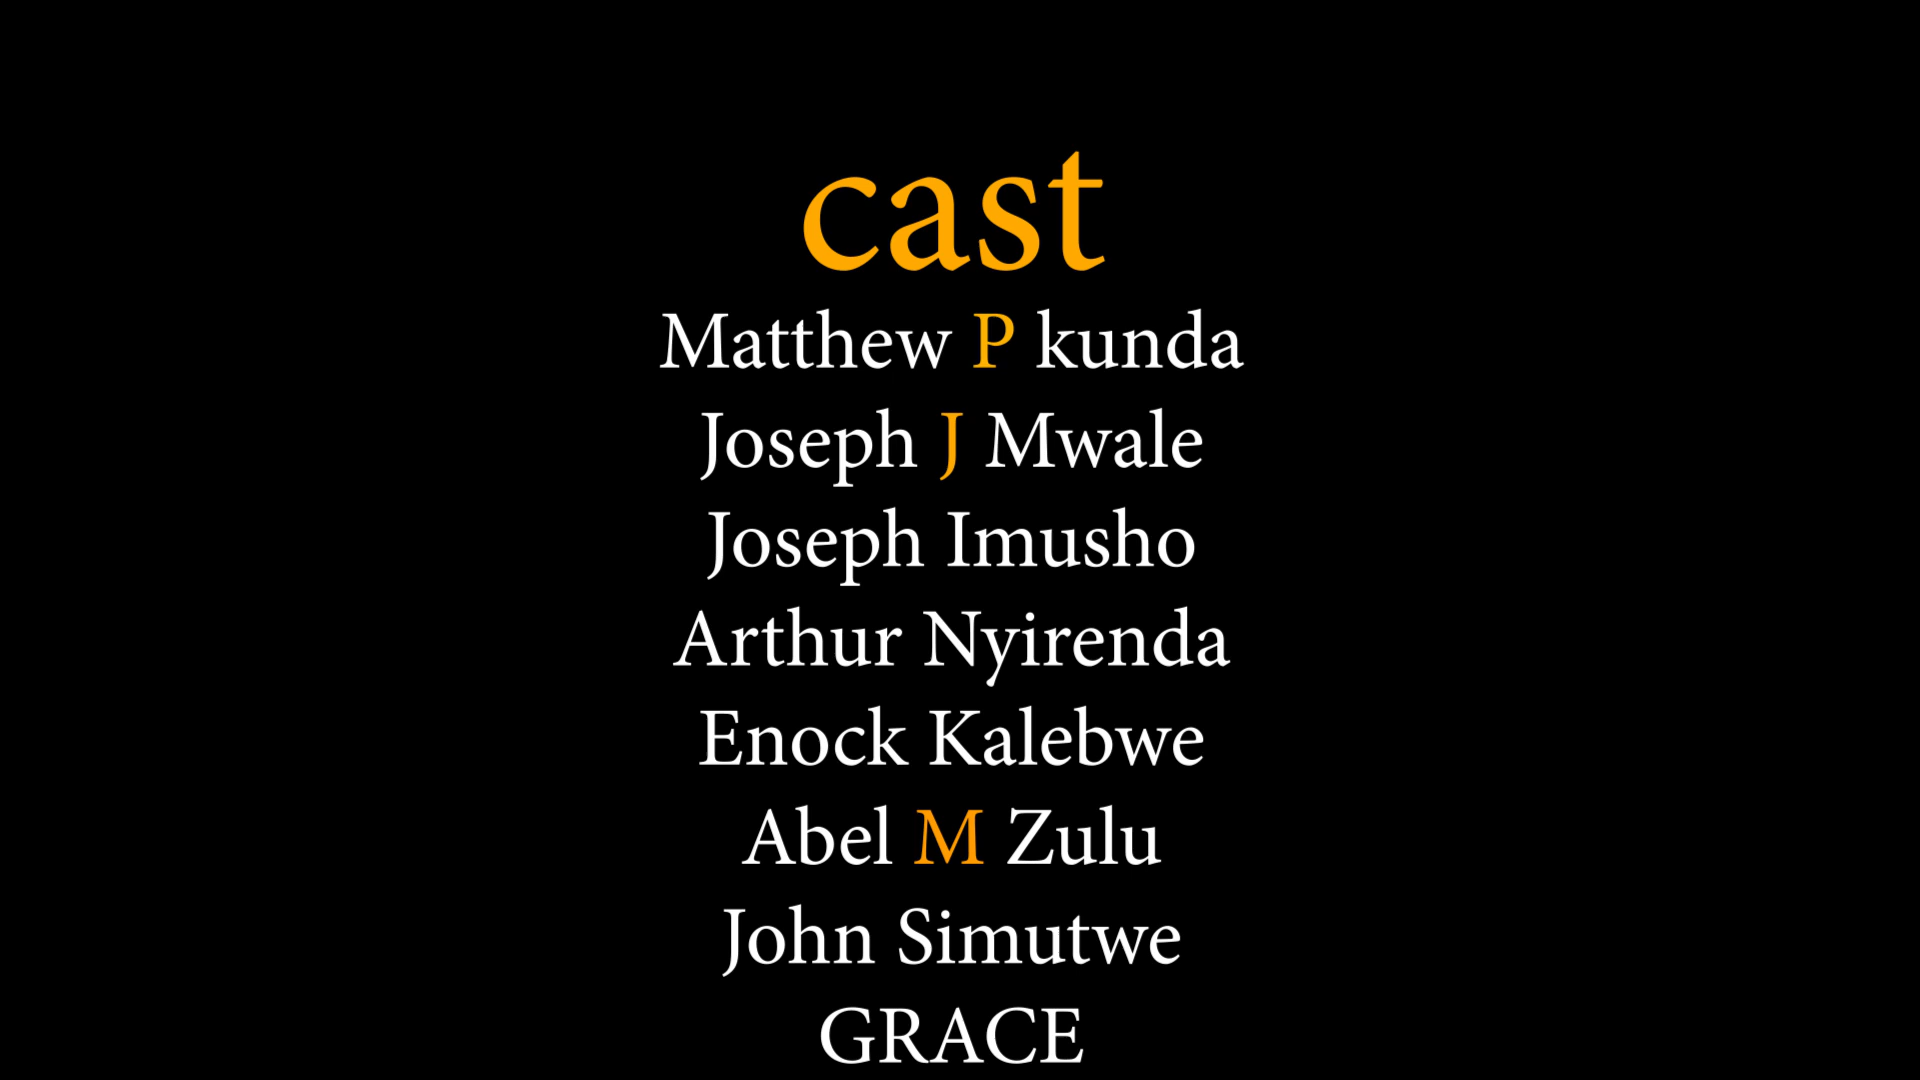 cast
Matthew P kunda
Joseph J Mwale
Joseph Imusho
Arthur Nyirenda
Enock Kalebwe
Abel M Zulu
John Simutwe
GRACE